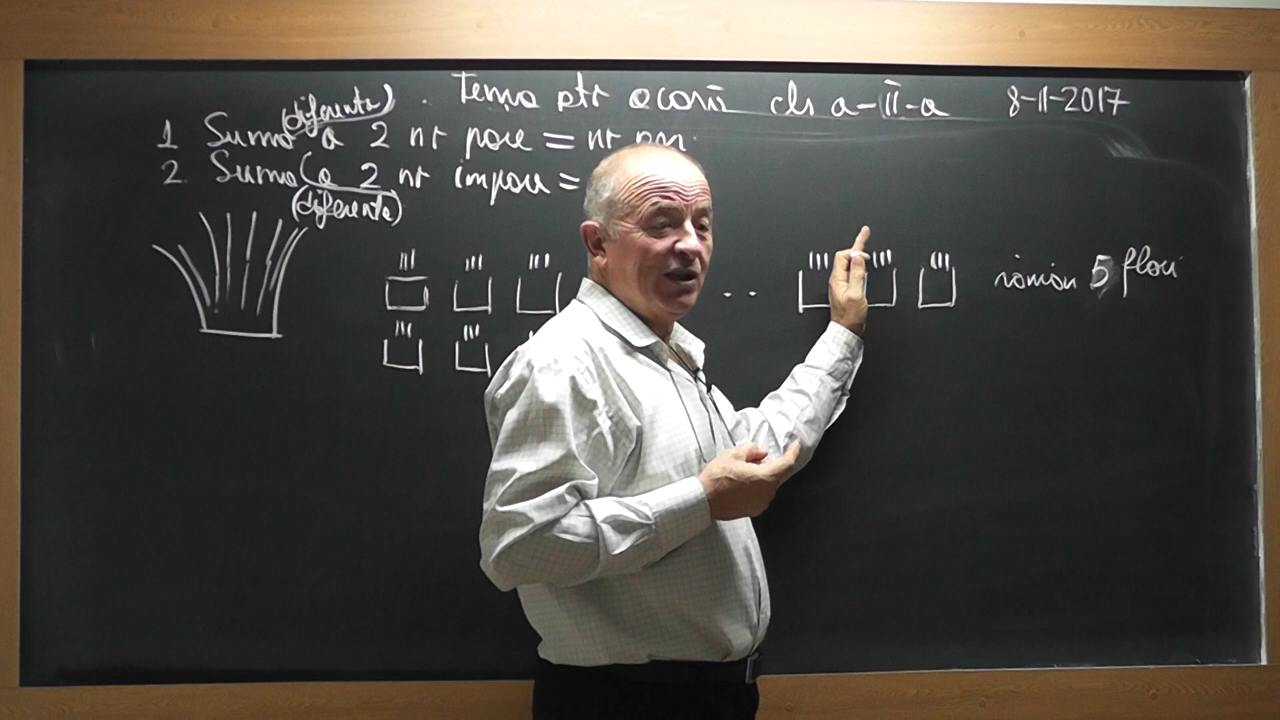 Tema ptr acasă cls a-II-a 8-11-2017
(diferenta)
1 Suma a 2 nr pare = nr
2. Suma (a 2 nr impare =
(diferenta)
rămân 5 flori